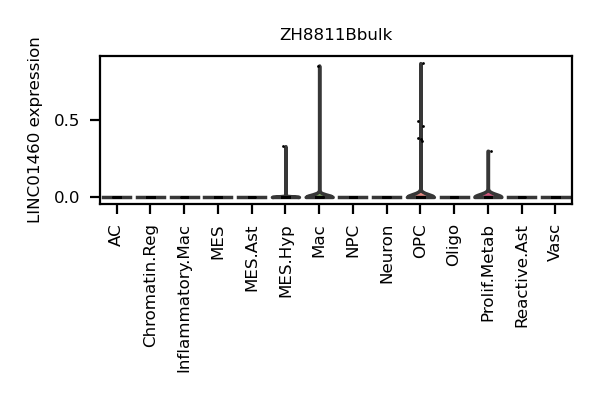 ZH8811Bbulk
LINC01460 expression
0.5
0.0
AC
Chromatin.Reg
Inflammatory.Mac
MES
MES.Ast
MES.Hyp
Mac
NPC
Neuron
OPC
Oligo
Prolif.Metab
Reactive.Ast
Vasc